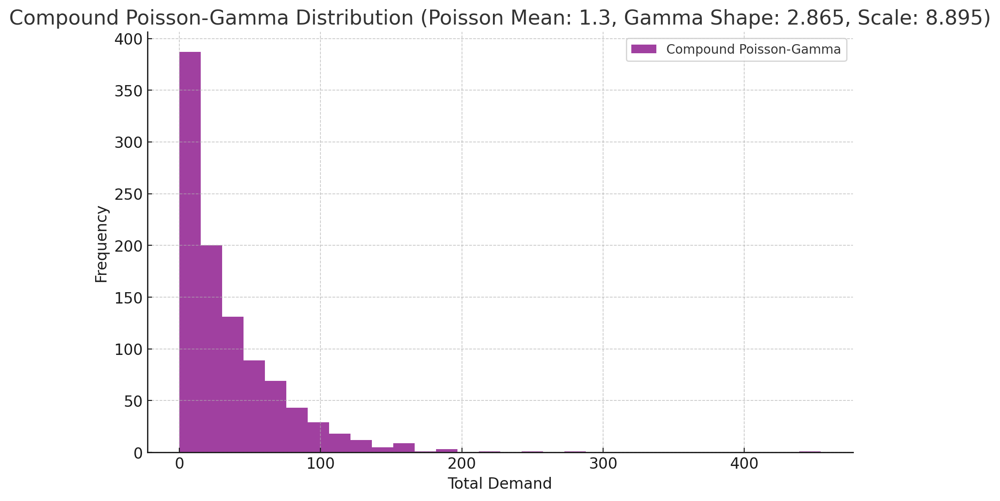 Compound Poisson-Gamma Distribution (Poisson Mean: 1.3, Gamma Shape: 2.865, Scale: 8.895)
Compound Poisson-Gamma
400
350
300
250
200
150
100
50
0
Frequency
0 100 200 300 400
Total Demand